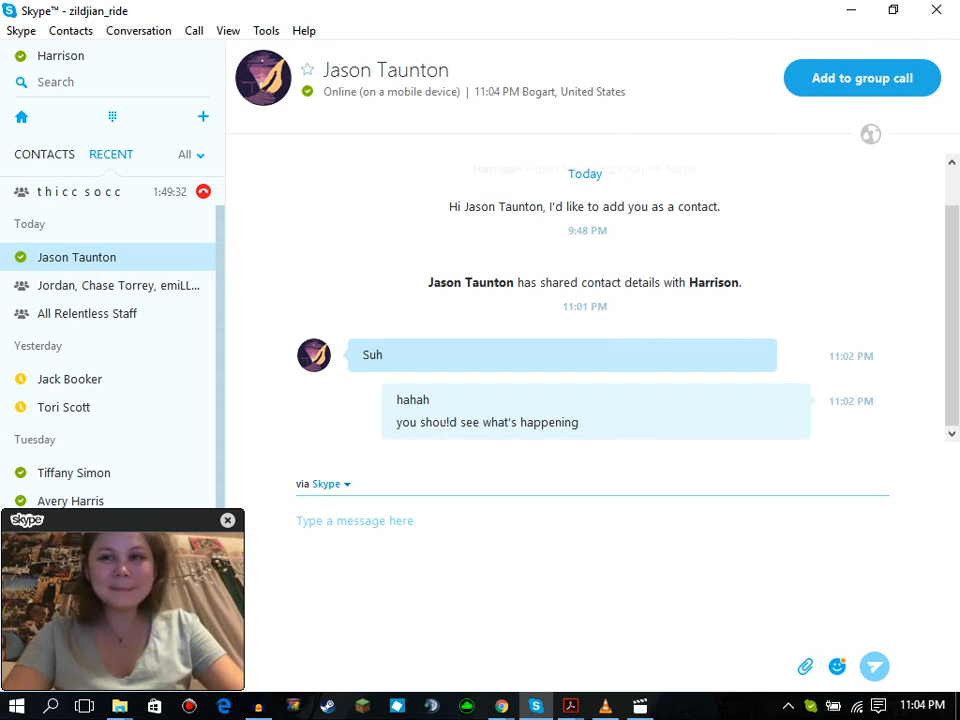 Skype™ - zildjian_ride
Skype Contacts Conversation Call View Tools Help
Harrison
Search
CONTACTS RECENT All
t h i c c s o c c 1:49:32
Today
Jason Taunton
Jordan, Chase Torrey, emiLL...
All Relentless Staff
Yesterday
Jack Booker
Tori Scott
Tuesday
Tiffany Simon
Avery Harris
skype
Jason Taunton
Online (on a mobile device) | 11:04 PM Bogart, United States
Add to group call
Today
Hi Jason Taunton, I'd like to add you as a contact.
9:48 PM
Jason Taunton has shared contact details with Harrison.
11:01 PM
Suh
11:02 PM
hahah
11:02 PM
you should see what's happening
via Skype
Type a message here
11:04 PM